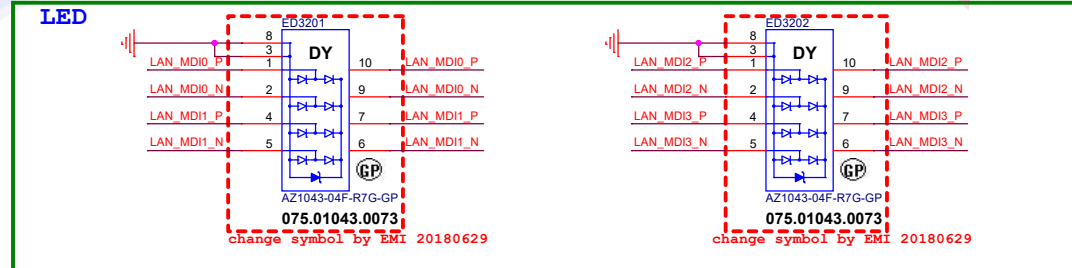 LED
ED3201
8
3
DY
LAN_MDI0_P 1 10 LAN_MDI0_P
LAN_MDI0_N 2 9 LAN_MDI0_N
LAN_MDI1_P 4 7 LAN_MDI1_P
LAN_MDI1_N 5 6 LAN_MDI1_N
GP
AZ1043-04F-R7G-GP
075.01043.0073
change symbol by EMI 20180629
ED3202
8
3
DY
LAN_MDI2_P 1 10 LAN_MDI2_P
LAN_MDI2_N 2 9 LAN_MDI2_N
LAN_MDI3_P 4 7 LAN_MDI3_P
LAN_MDI3_N 5 6 LAN_MDI3_N
GP
AZ1043-04F-R7G-GP
075.01043.0073
change symbol by EMI 20180629